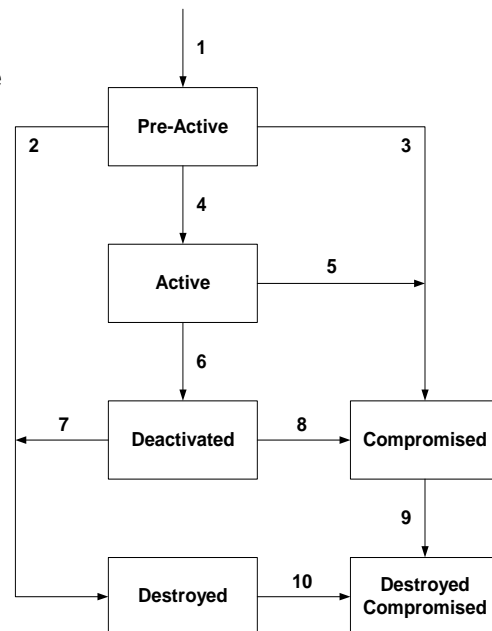 1
e
Pre-Active
2
3
4
Active
5
6
7
Deactivated
8
Compromised
9
Destroyed
10
Destroyed
Compromised